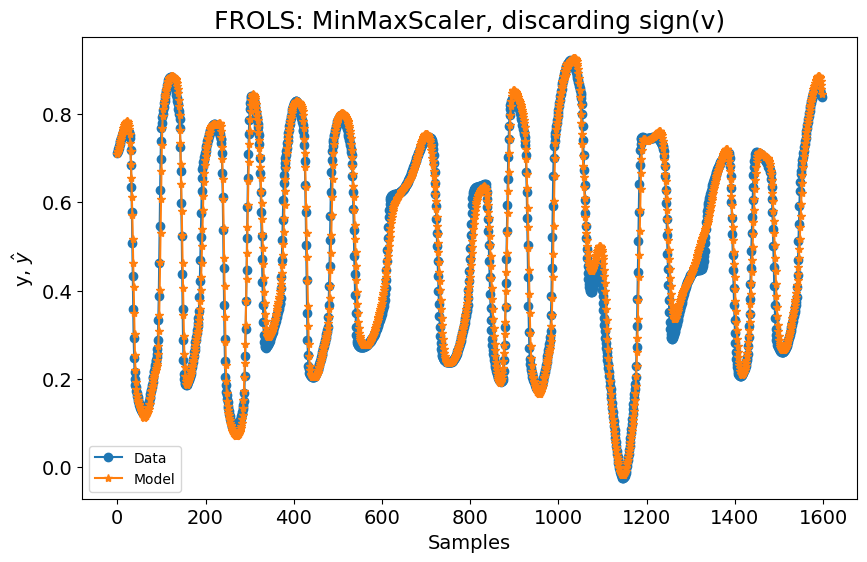 FROLS: MinMaxScaler, discarding sign(v)
y, ŷ
0.8
0.6
0.4
0.2
0.0
Data
Model
0 200 400 600 800 1000 1200 1400 1600
Samples